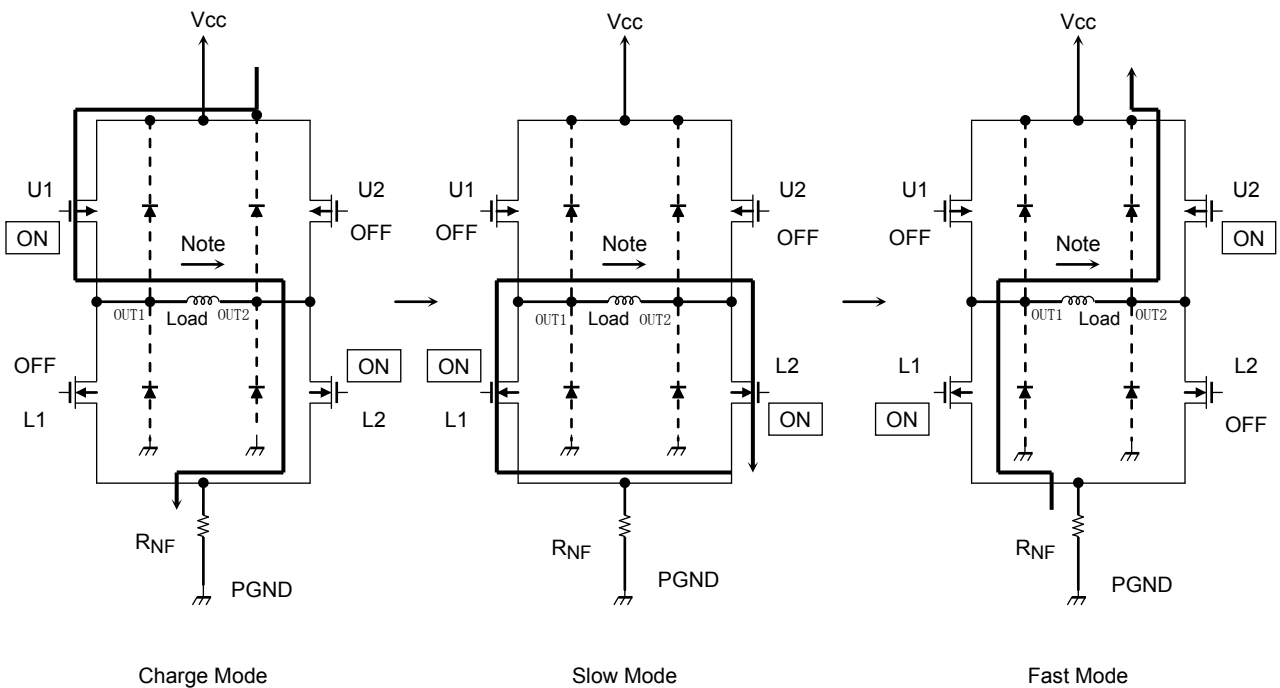 Vcc
U1
ON
U2
OFF
Note
OUT1
Load
OUT2
OFF
L1
ON
L2
RNF
PGND
Charge Mode
Vcc
U1
OFF
U2
OFF
Note
OUT1
Load
OUT2
ON
L1
L2
ON
RNF
PGND
Slow Mode
Vcc
U1
OFF
U2
ON
Note
OUT1
Load
OUT2
L1
ON
L2
OFF
RNF
PGND
Fast Mode